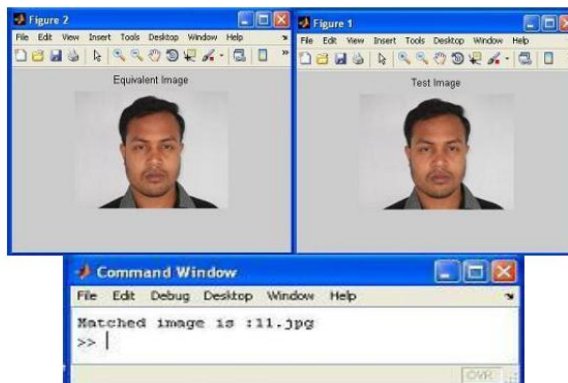 Figure 2
File Edit View Insert Tools Desktop Window Help
Equivalent Image
Figure 1
File Edit View Insert Tools Desktop Window Help
Test Image
Command Window
File Edit Debug Desktop Window Help
Matched image is :11.jpg
>>
OVR